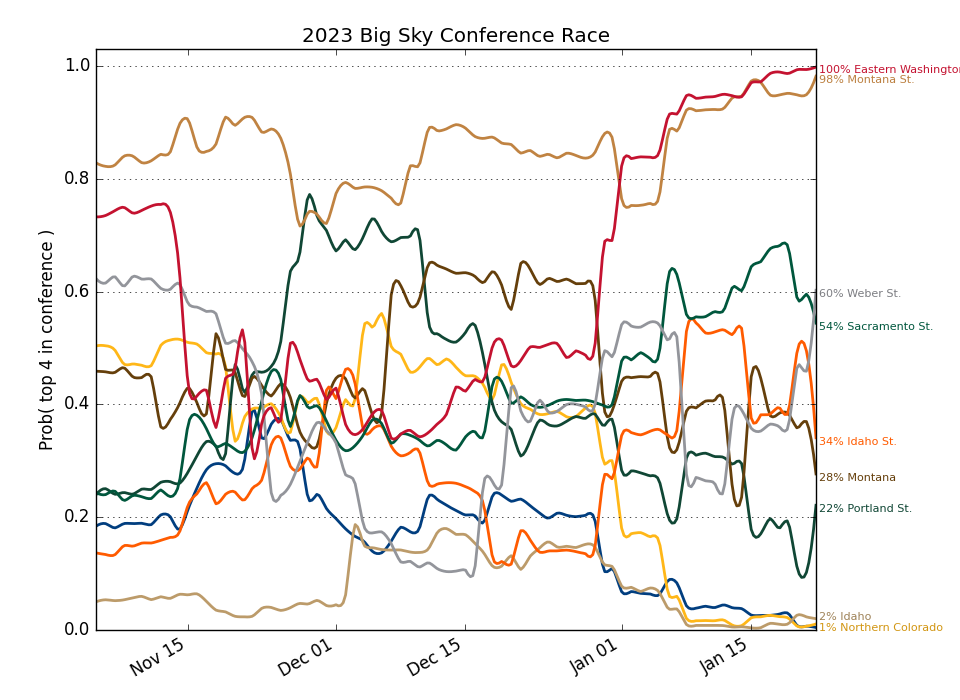 2023 Big Sky Conference Race
Prob( top 4 in conference )
1.0
0.8
0.6
0.4
0.2
0.0
Nov 15
Dec 01
Dec 15
Jan 01
Jan 15
100% Eastern Washington
98% Montana St.
60% Weber St.
54% Sacramento St.
34% Idaho St.
28% Montana
22% Portland St.
2% Idaho
1% Northern Colorado